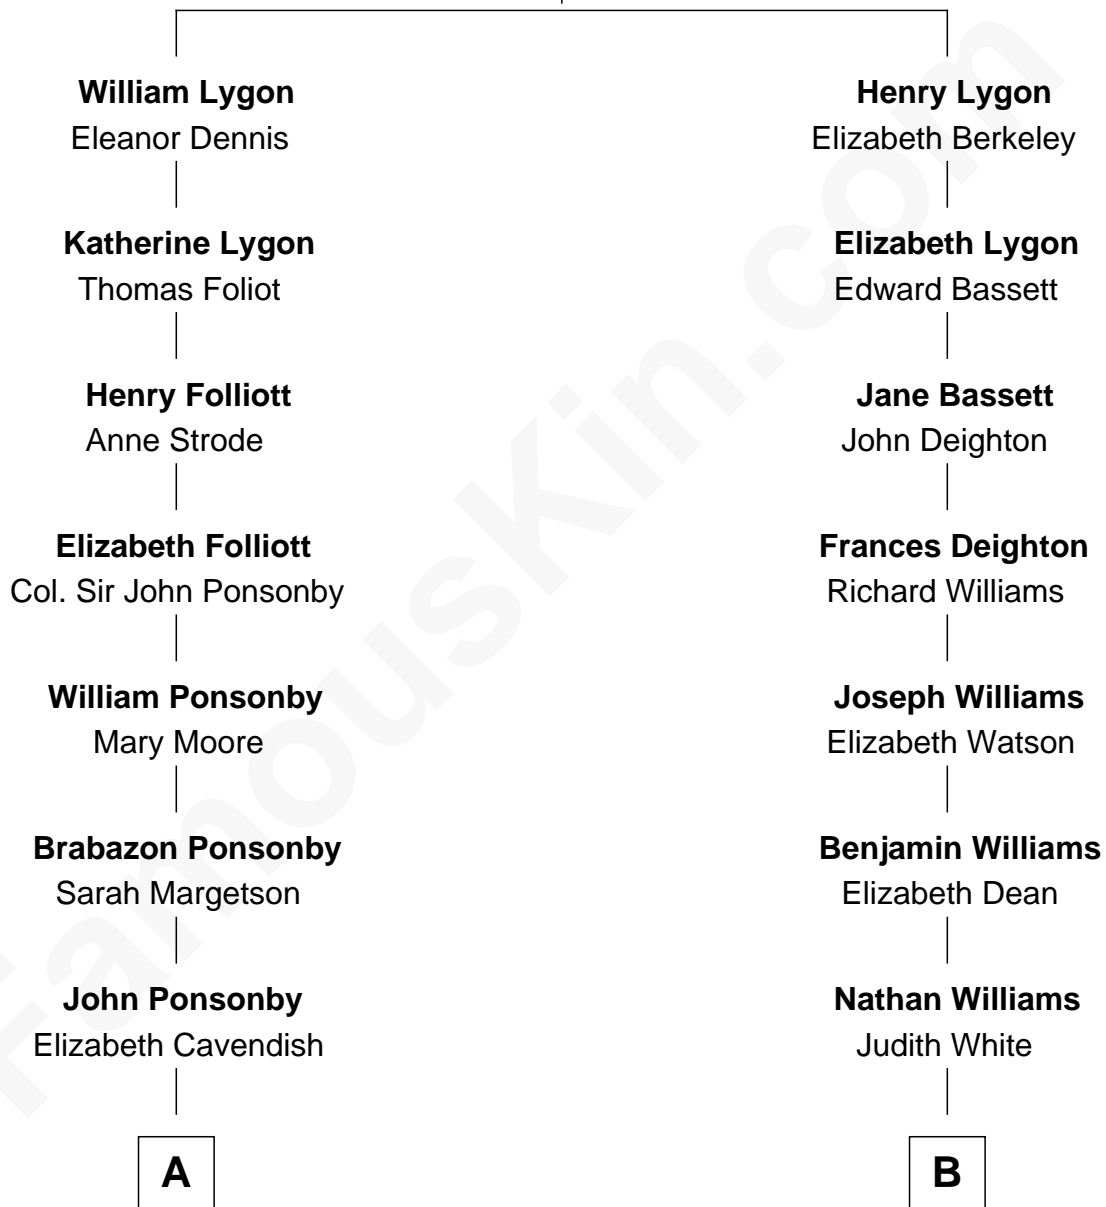 William Lygon
Eleanor Dennis
Katherine Lygon
Thomas Foliot
Henry Folliott
Anne Strode
Elizabeth Folliott
Col. Sir John Ponsonby
William Ponsonby
Mary Moore
Brabazon Ponsonby
Sarah Margetson
John Ponsonby
Elizabeth Cavendish
A
Henry Lygon
Elizabeth Berkeley
Elizabeth Lygon
Edward Bassett
Jane Bassett
John Deighton
Frances Deighton
Richard Williams
Joseph Williams
Elizabeth Watson
Benjamin Williams
Elizabeth Dean
Nathan Williams
Judith White
B
FamousKin.com